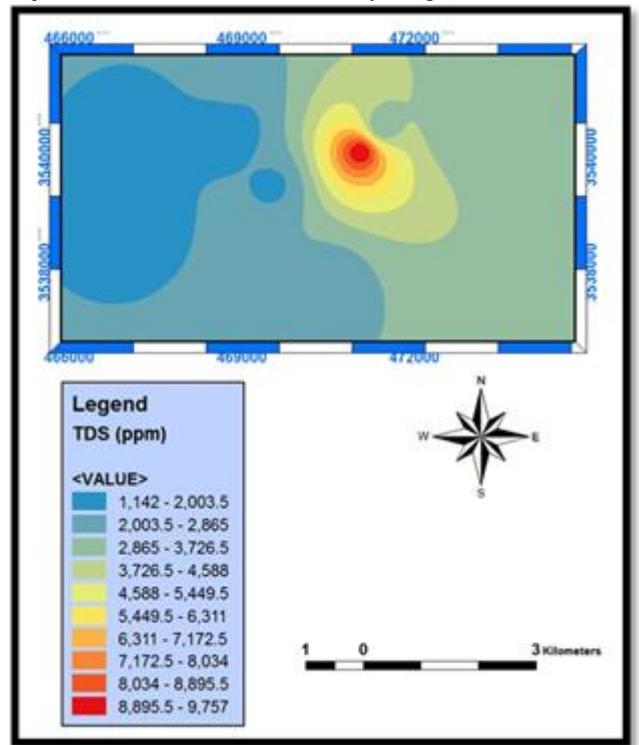 466000 469000 472000
3540000 3540000
3538000 3538000
466000 469000 472000
Legend
TDS (ppm)
<VALUE>
1,142 - 2,003.5
2,003.5 - 2,865
2,865 - 3,726.5
3,726.5 - 4,588
4,588 - 5,449.5
5,449.5 - 6,311
6,311 - 7,172.5
7,172.5 - 8,034
8,034 - 8,895.5
8,895.5 - 9,757
N
W E
S
1 0 3 Kilometers